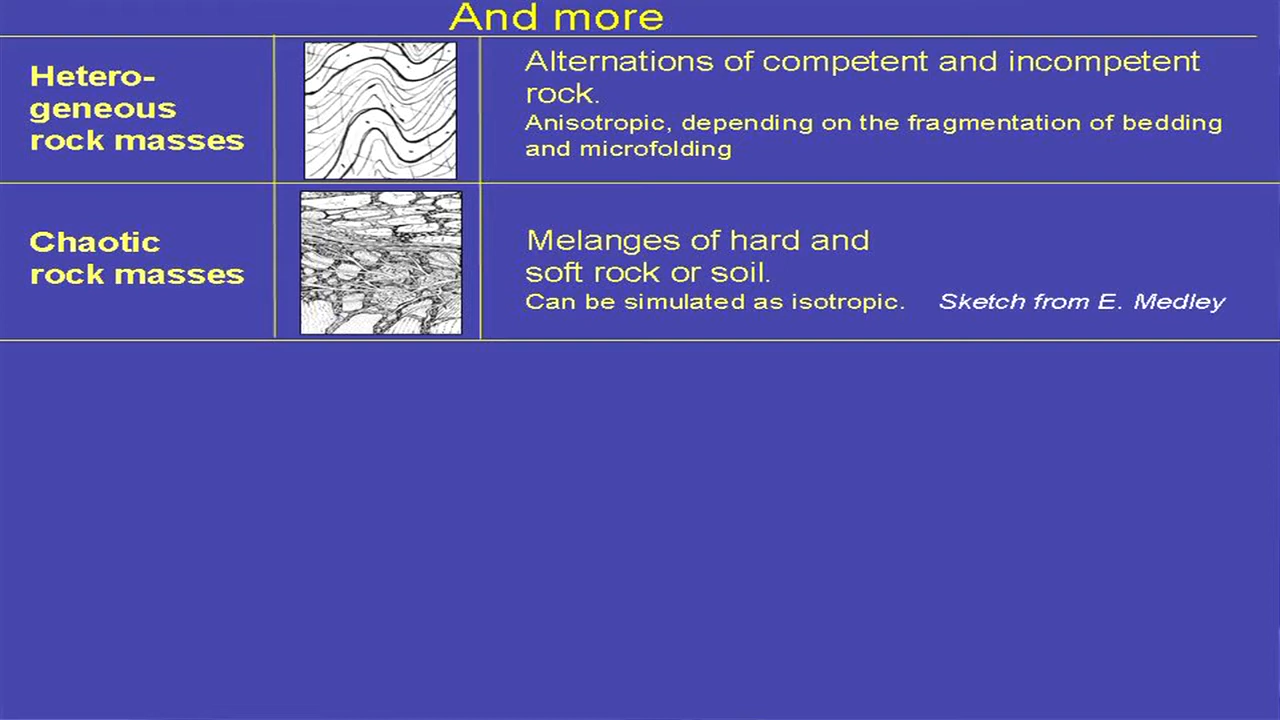 And more
Hetero-
geneous
rock masses
Alternations of competent and incompetent
rock.
Anisotropic, depending on the fragmentation of bedding
and microfolding
Chaotic
rock masses
Melanges of hard and
soft rock or soil.
Can be simulated as isotropic. Sketch from E. Medley